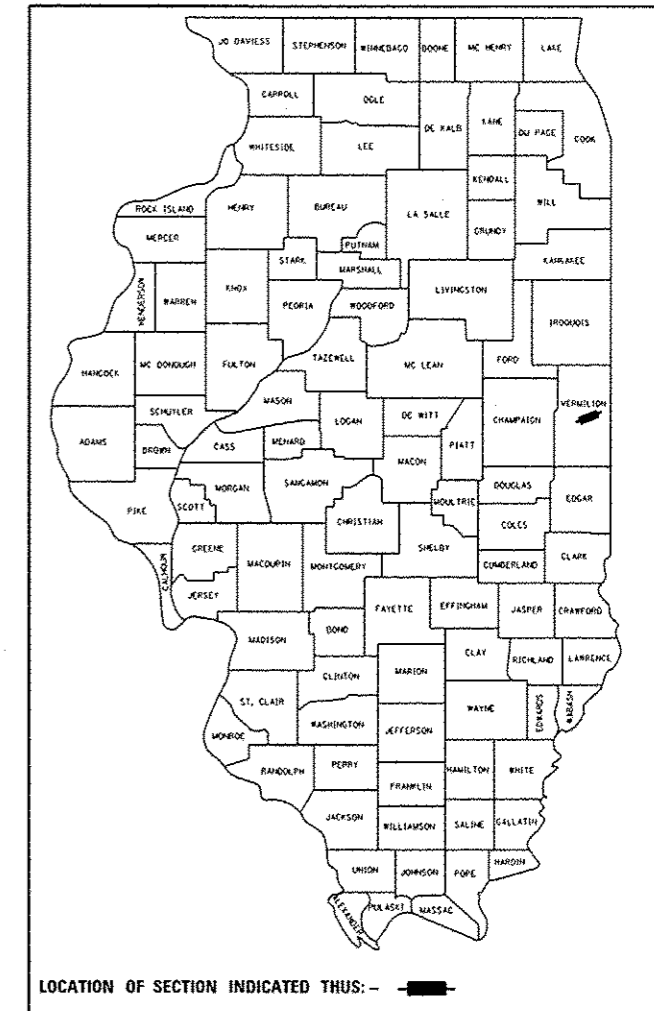 JO DAVIESS STEPHENSON WINNEBAGO BOONE MC HENRY LAKE
CARROLL OGLE DE KALB KANE DU PAGE COOK
WHITESIDE LEE
KENDALL WILL
ROCK ISLAND HENRY BUREAU LA SALLE GRUNDY
MERCER PUTNAM KANKAKEE
STARK MARSHALL
HENDERSON WARREN KNOX PEORIA WOODFORD LIVINGSTON IROQUOIS
HANCOCK MC DONOUGH FULTON TAZEWELL MC LEAN FORD
MASON VERMILION
SCHUYLER LOGAN DE WITT CHAMPAIGN
ADAMS BROWN CASS MENARD PIATT
MACON
SANGAMON DOUGLAS EDGAR
PIKE SCOTT MORGAN MOULTRIE
CHRISTIAN COLES
GREENE SHELBY
CALHOUN MACOUPIN MONTGOMERY CUMBERLAND CLARK
JERSEY
FAYETTE EFFINGHAM JASPER CRAWFORD
BOND
MADISON CLAY RICHLAND LAWRENCE
CLINTON MARION
ST. CLAIR WAYNE EDWARDS WABASH
WASHINGTON JEFFERSON
MONROE
RANDOLPH PERRY HAMILTON WHITE
FRANKLIN
JACKSON WILLIAMSON SALINE GALLATIN
UNION JOHNSON POPE HARDIN
ALEXANDER PULASKI MASSAC
LOCATION OF SECTION INDICATED THUS: -